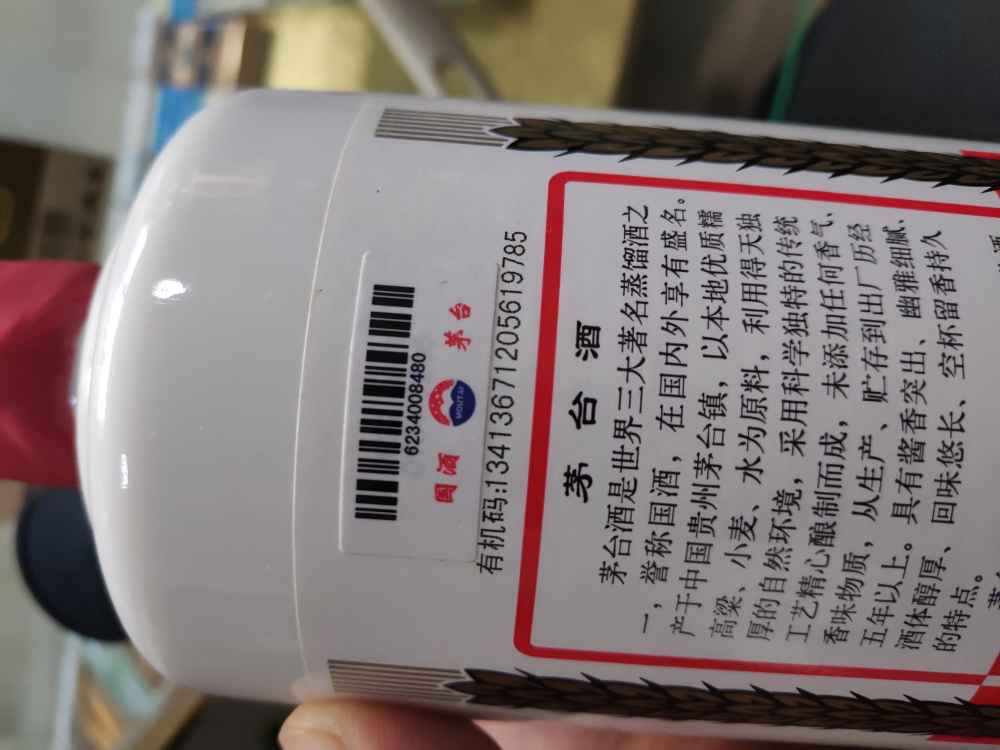 6234008480
国酒
MOUTAI
茅台
有机码:13413671205619785
茅台酒
茅台酒是世界三大著名蒸馏酒之
一，誉称国酒，在国内外享有盛名。
产于中国贵州茅台镇，以本地优质糯
高粱、小麦、水为原料，利用得天独
厚的自然环境，采用科学独特的传统
工艺精心酿制而成，未添加任何香气、
香味物质，从生产、贮存到出厂历经
五年以上。具有酱香突出、幽雅细腻、
酒体醇厚、回味悠长、空杯留香持久
的特点。